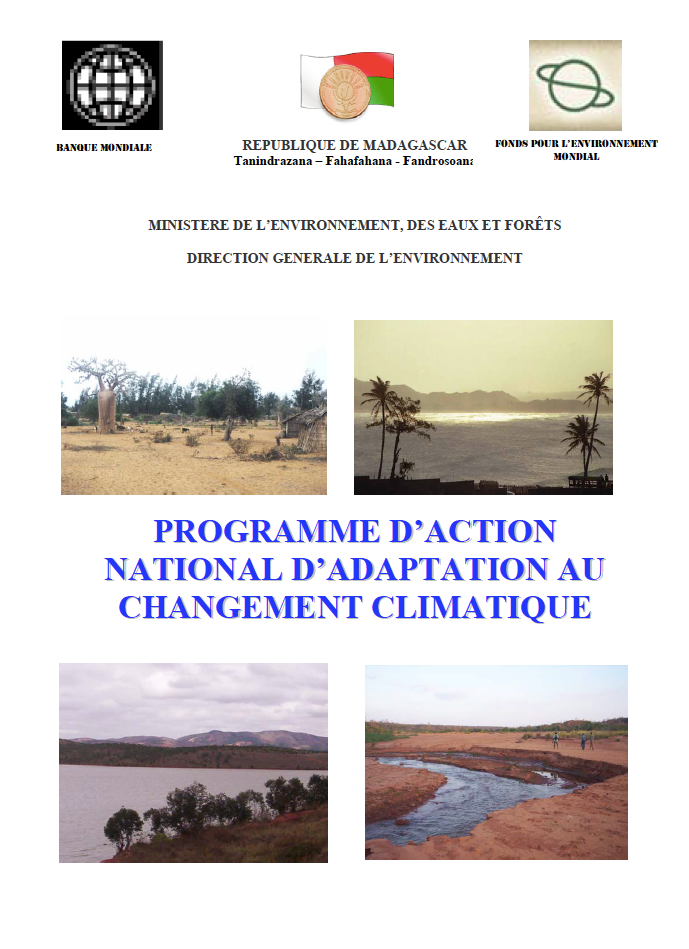 BANQUE MONDIALE
REPUBLIQUE DE MADAGASCAR
Tanindrazana – Fahafahana - Fandrosoana
FONDS POUR L'ENVIRONNEMENT
MONDIAL
MINISTERE DE L'ENVIRONNEMENT, DES EAUX ET FORÊTS
DIRECTION GENERALE DE L'ENVIRONNEMENT
PROGRAMME D'ACTION
NATIONAL D'ADAPTATION AU
CHANGEMENT CLIMATIQUE